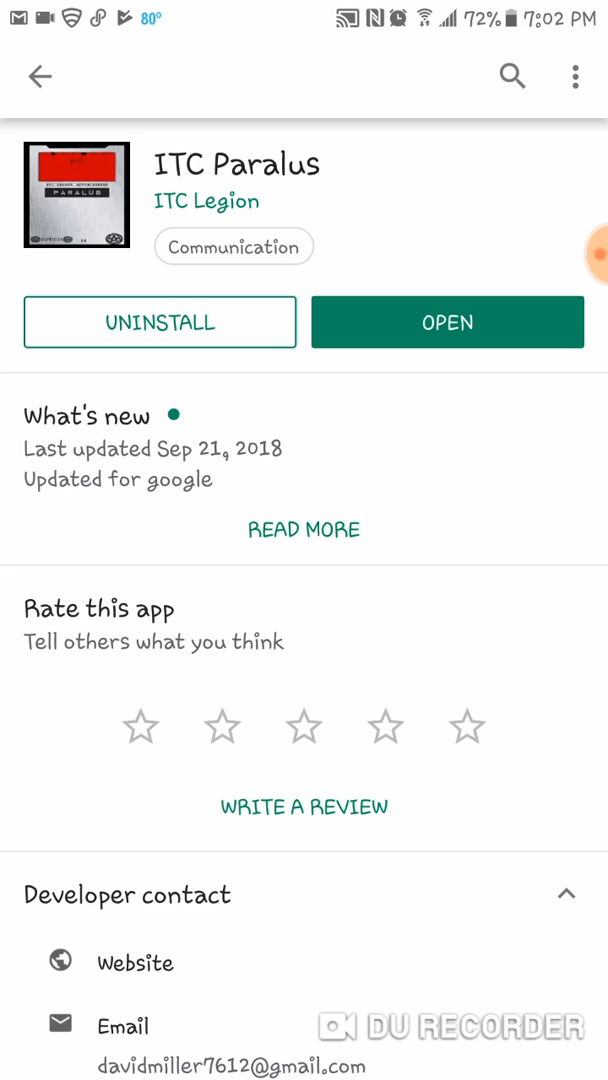 80° 72% 7:02 PM
ITC Paralus
ITC Legion
PARALUS
Communication
UNINSTALL OPEN
What's new
Last updated Sep 21, 2018
Updated for google
READ MORE
Rate this app
Tell others what you think
WRITE A REVIEW
Developer contact
Website
Email
DU RECORDER
davidmiller7612@gmail.com